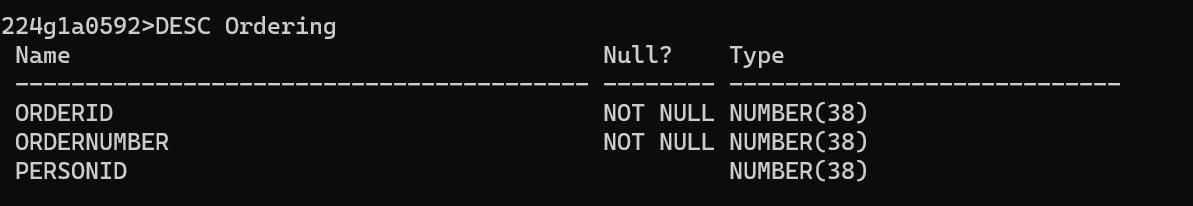 224g1a0592>DESC Ordering
 Name                                      Null?    Type
 ----------------------------------------- -------- ----------------------------
 ORDERID                                   NOT NULL NUMBER(38)
 ORDERNUMBER                               NOT NULL NUMBER(38)
 PERSONID                                           NUMBER(38)